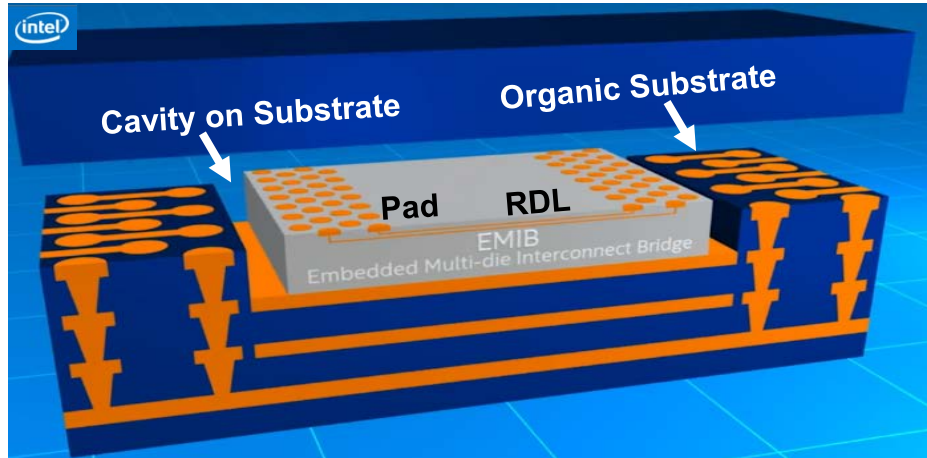 intel
Cavity on Substrate
Organic Substrate
Pad
RDL
EMIB
Embedded Multi-die Interconnect Bridge